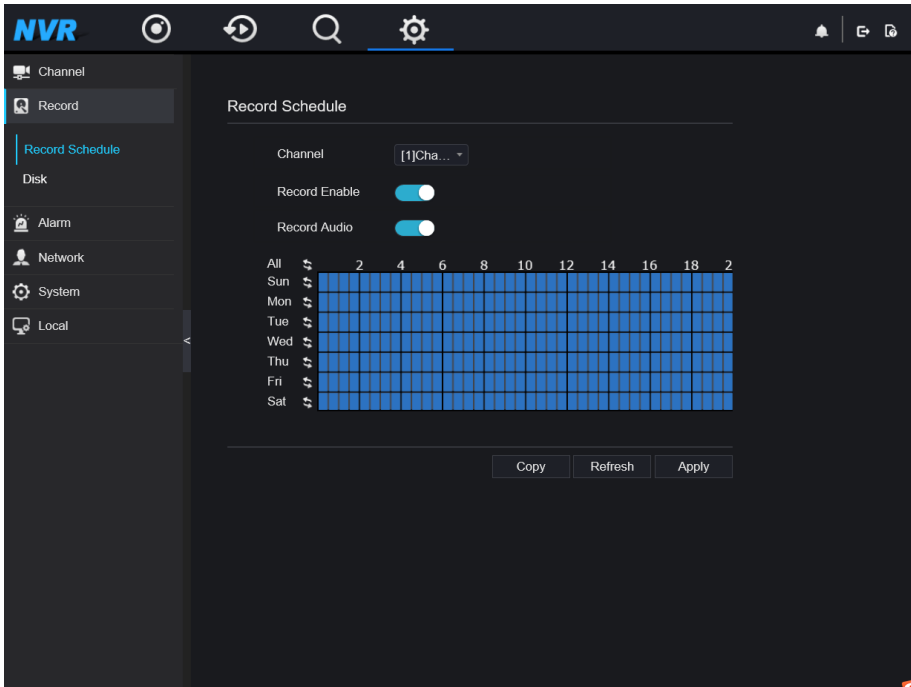 NVR
Channel
Record
Record Schedule
Disk
Alarm
Network
System
Local
<
Record Schedule
Channel [1]Cha...
Record Enable
Record Audio
All 2 4 6 8 10 12 14 16 18 2
Sun
Mon
Tue
Wed
Thu
Fri
Sat
Copy Refresh Apply